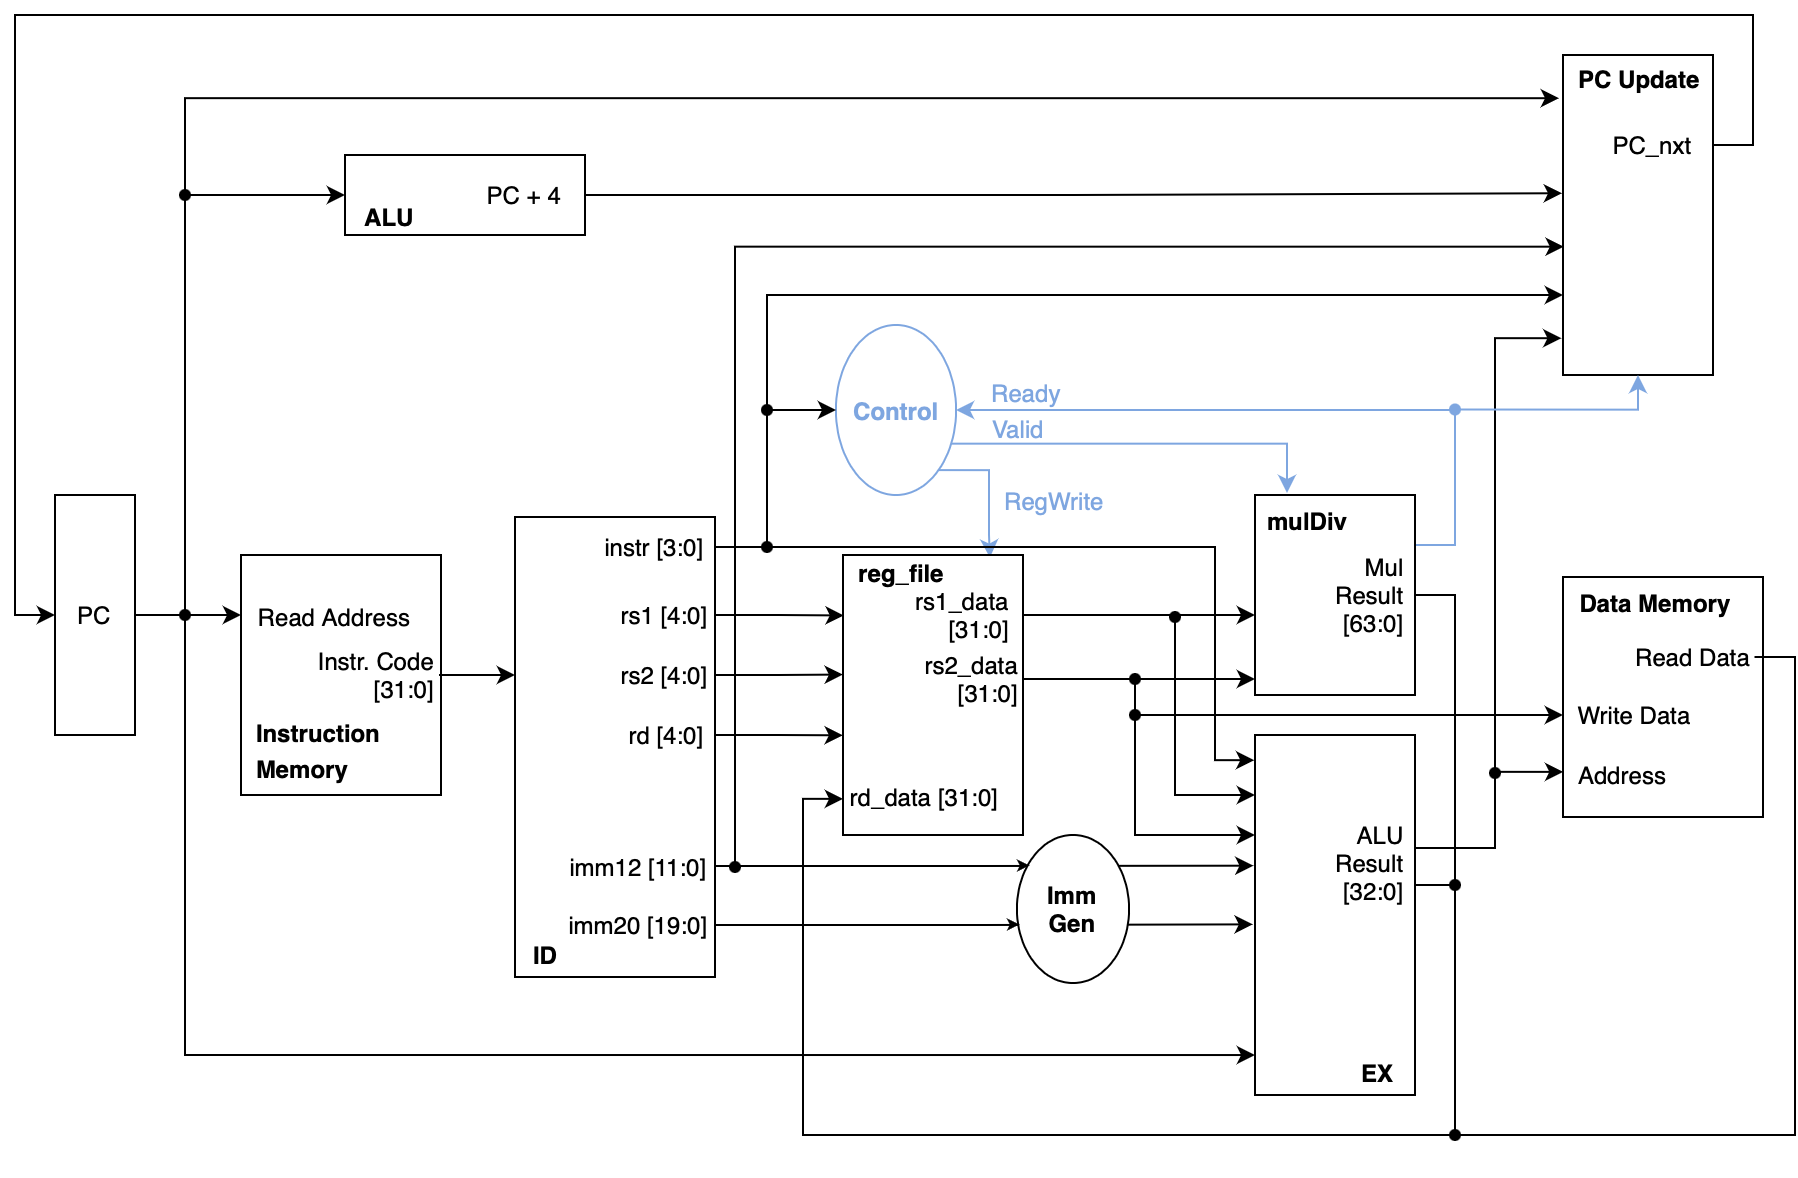 PC Update
PC_nxt
PC + 4
ALU
Ready
Control
Valid
RegWrite
PC
Read Address
Instr. Code
[31:0]
Instruction
Memory
instr [3:0]
rs1 [4:0]
rs2 [4:0]
rd [4:0]
imm12 [11:0]
imm20 [19:0]
ID
reg_file
rs1_data
[31:0]
rs2_data
[31:0]
rd_data [31:0]
Imm
Gen
mulDiv
Mul
Result
[63:0]
ALU
Result
[32:0]
EX
Data Memory
Read Data
Write Data
Address